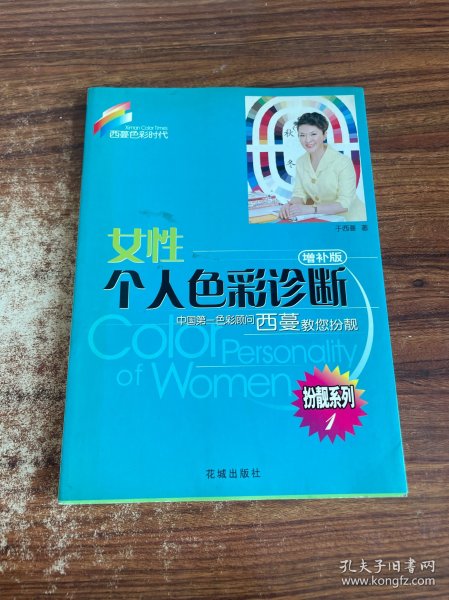 Ximan Color Times
西蔓色彩时代
秋
冬
于西蔓 著
女性
增补版
个人色彩诊断
中国第一色彩顾问 西蔓 教您扮靓
Color Personality
of Women
扮靓系列
1
花城出版社
孔夫子旧书网
www.kongfz.com